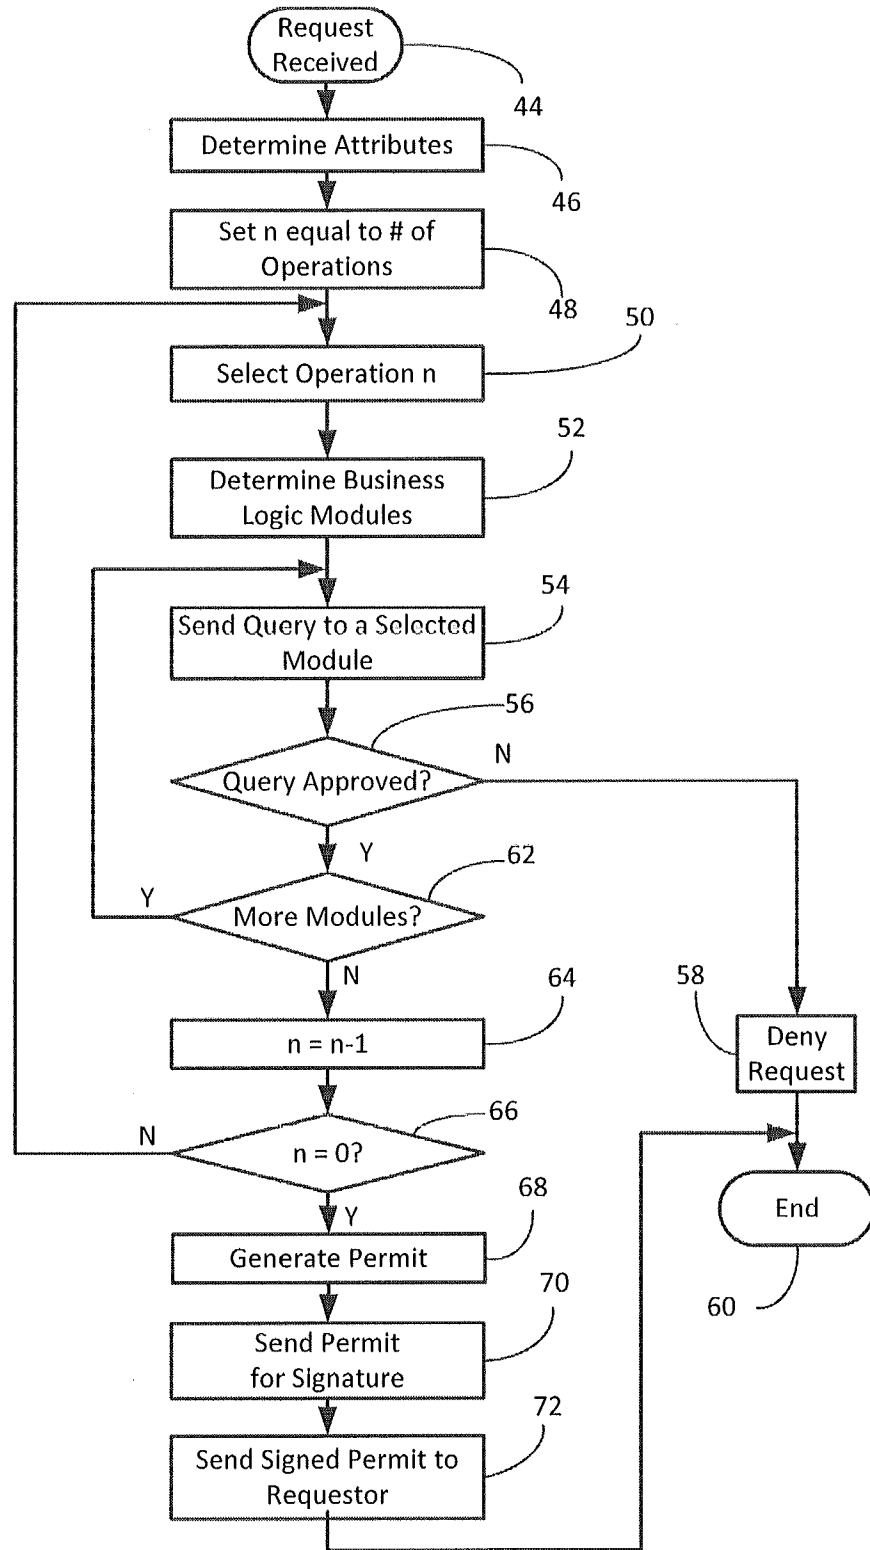 Request
Received
44
Determine Attributes
46
Set n equal to # of
Operations
48
50
Select Operation n
52
Determine Business
Logic Modules
54
Send Query to a Selected
Module
56
N
Query Approved?
Y
62
Y
More Modules?
N
64
58
n = n-1
Deny
Request
66
N
n = 0?
Y
68
End
Generate Permit
60
70
Send Permit
for Signature
72
Send Signed Permit to
Requestor